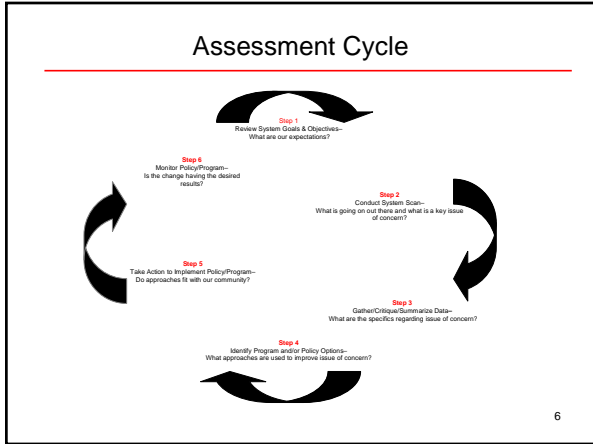 Assessment Cycle
Step 1
Review System Goals & Objectives–
What are our expectations?
Step 2
Conduct System Scan–
What is going on out there and what is a key issue
of concern?
Step 3
Gather/Critique/Summarize Data–
What are the specifics regarding issue of concern?
Step 4
Identify Program and/or Policy Options–
What approaches are used to improve issue of concern?
Step 5
Take Action to Implement Policy/Program–
Do approaches fit with our community?
Step 6
Monitor Policy/Program–
Is the change having the desired
results?
6